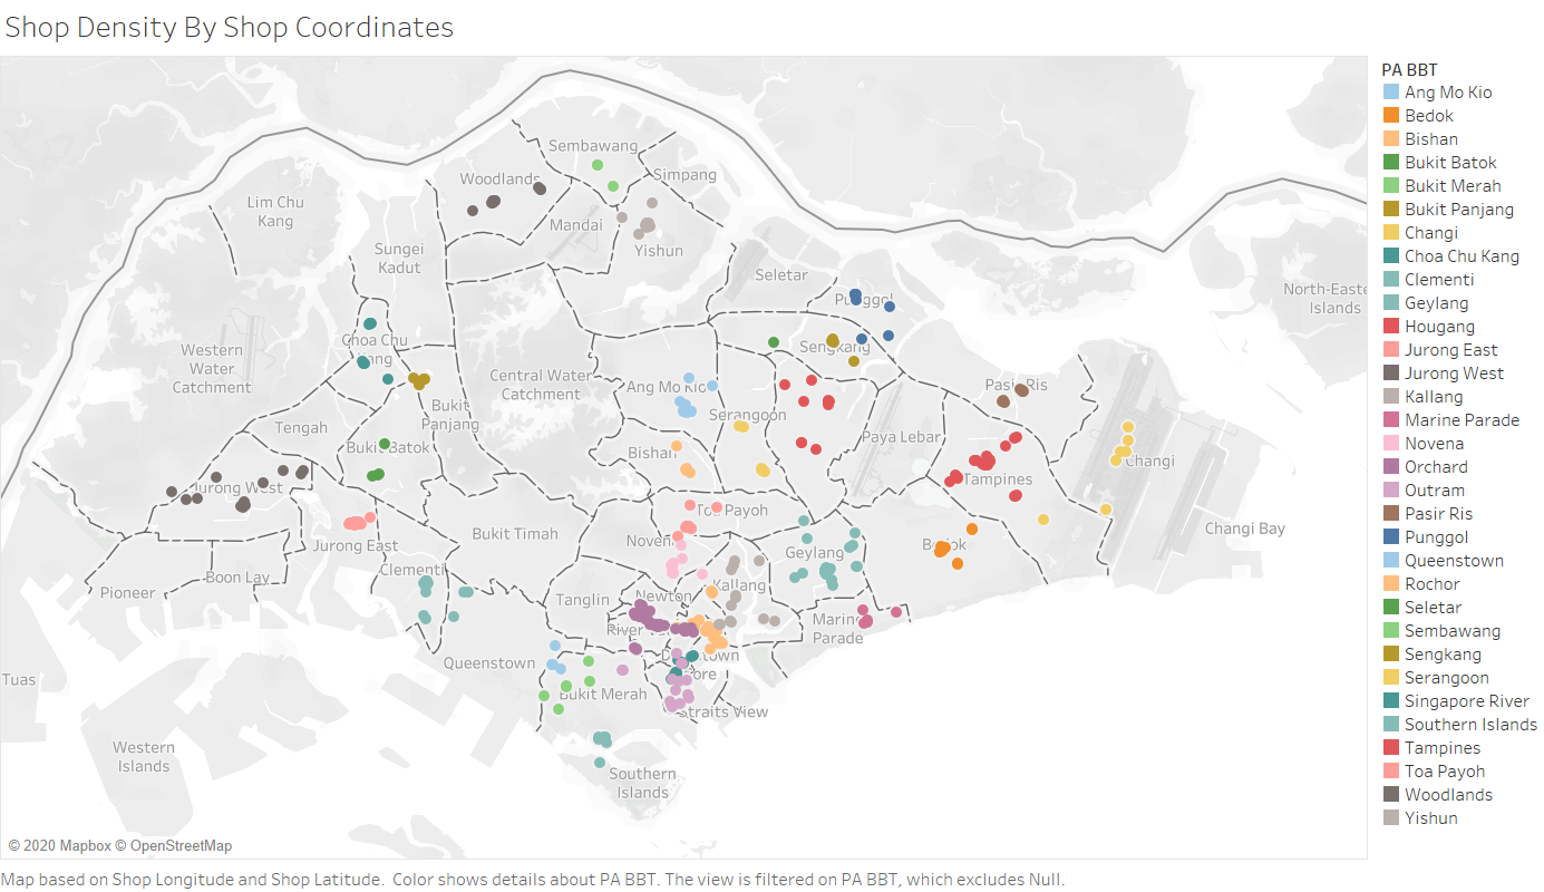 Shop Density By Shop Coordinates
PA BBT
Ang Mo Kio
Bedok
Bishan
Bukit Batok
Bukit Merah
Bukit Panjang
Changi
Choa Chu Kang
Clementi
Geylang
Hougang
Jurong East
Jurong West
Kallang
Marine Parade
Novena
Orchard
Outram
Pasir Ris
Punggol
Queenstown
Rochor
Seletar
Sembawang
Sengkang
Serangoon
Singapore River
Southern Islands
Tampines
Toa Payoh
Woodlands
Yishun
Sembawang
Woodlands
Simpang
Lim Chu
Kang
Mandai
Yishun
Sungei
Kadut
Seletar
North-Easte
Islands
Punggol
Western
Water
Catchment
Choa Chu
Kang
Sengkang
Central Water
Catchment
Ang Mo Kio
Pasir Ris
Bukit
Panjang
Serangoon
Tengah
Bukit Batok
Bishan
Paya Lebar
Changi
Jurong West
Tampines
Toa Payoh
Bukit Timah
Changi Bay
Jurong East
Novena
Geylang
Bedok
Clementi
Boon Lay
Kallang
Pioneer
Tanglin
Newton
River
Marine
Parade
Queenstown
Downtown
Core
Tuas
Bukit Merah
Straits View
Western
Islands
Southern
Islands
© 2020 Mapbox © OpenStreetMap
Map based on Shop Longitude and Shop Latitude.  Color shows details about PA BBT. The view is filtered on PA BBT, which excludes Null.